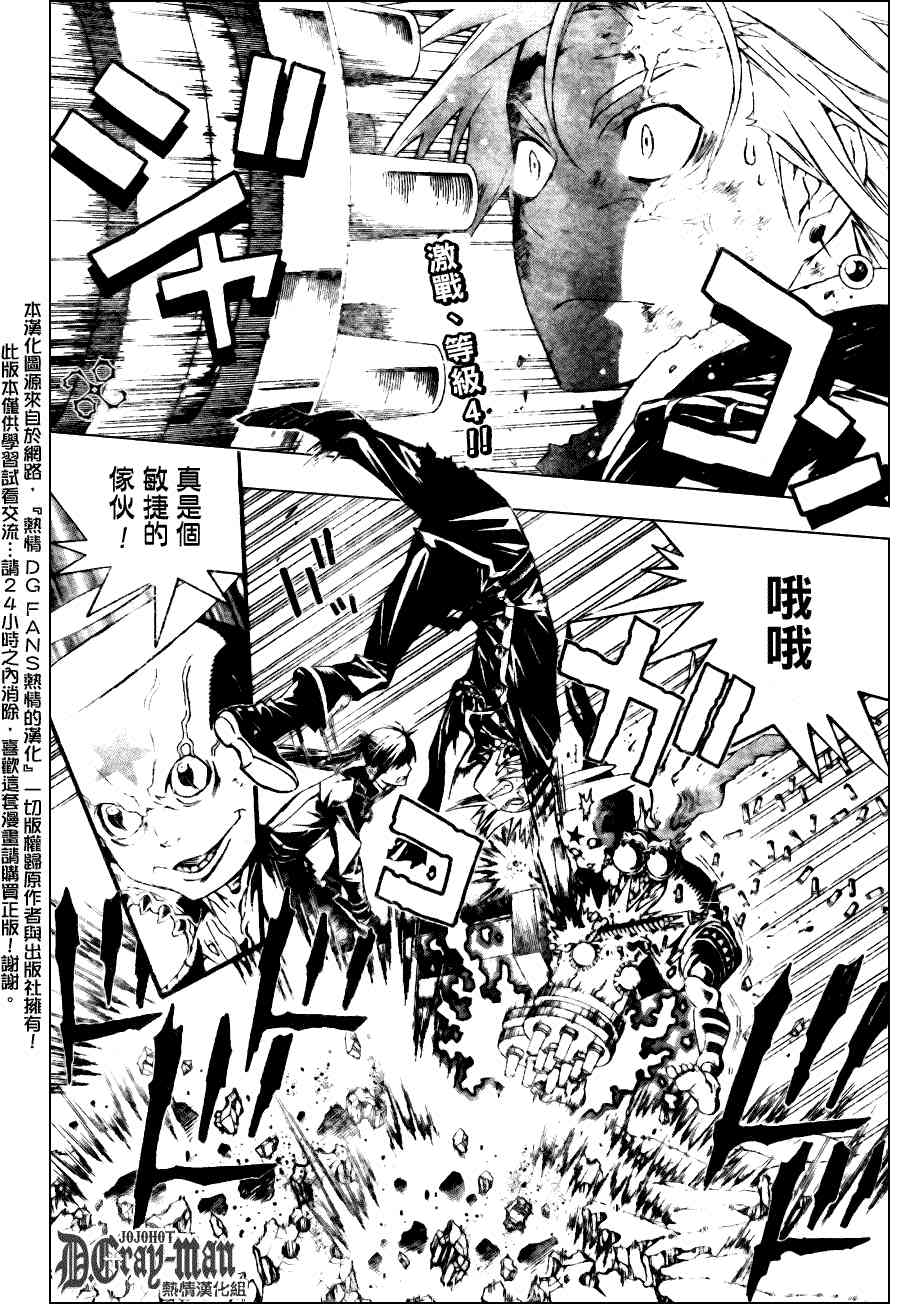 ジャコン
激戰、等級4!!
哦
哦
ガコ
真是個
敏捷的
傢伙！
ドドド
ドドド
本漢化圖源來自於網路，『熱情DG FANS熱情的漢化』一切版權歸原作者與出版社擁有！
此版本僅供學習試看交流…請24小時之內消除，喜歡這套漫畫請購買正版！謝謝。
JOJOHOT
D.Gray-man
熱情漢化組